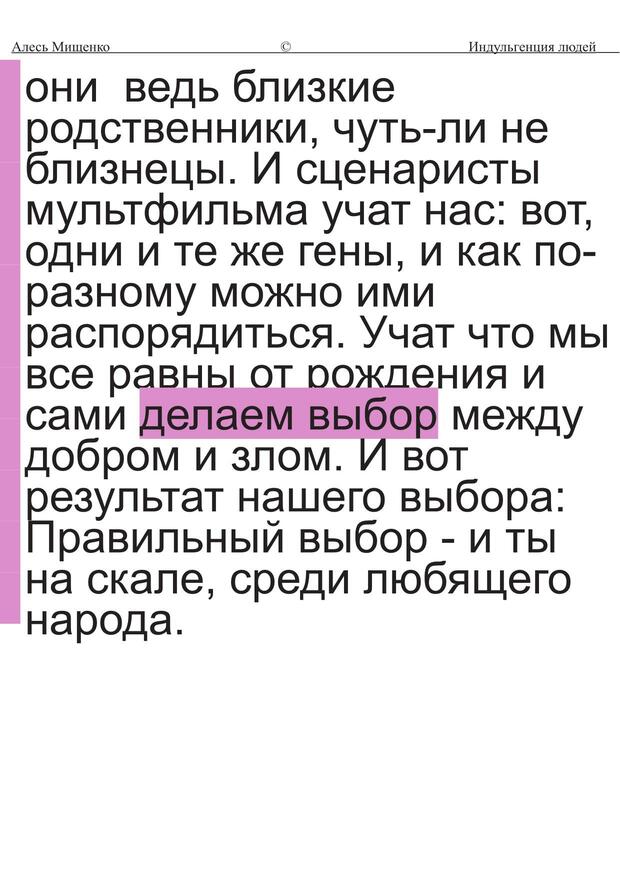 Алесь Мищенко © Индульгенция людей
они ведь близкие
родственники, чуть-ли не
близнецы. И сценаристы
мультфильма учат нас: вот,
одни и те же гены, и как по-
разному можно ими
распорядиться. Учат что мы
все равны от рождения и
сами делаем выбор между
добром и злом. И вот
результат нашего выбора:
Правильный выбор - и ты
на скале, среди любящего
народа.